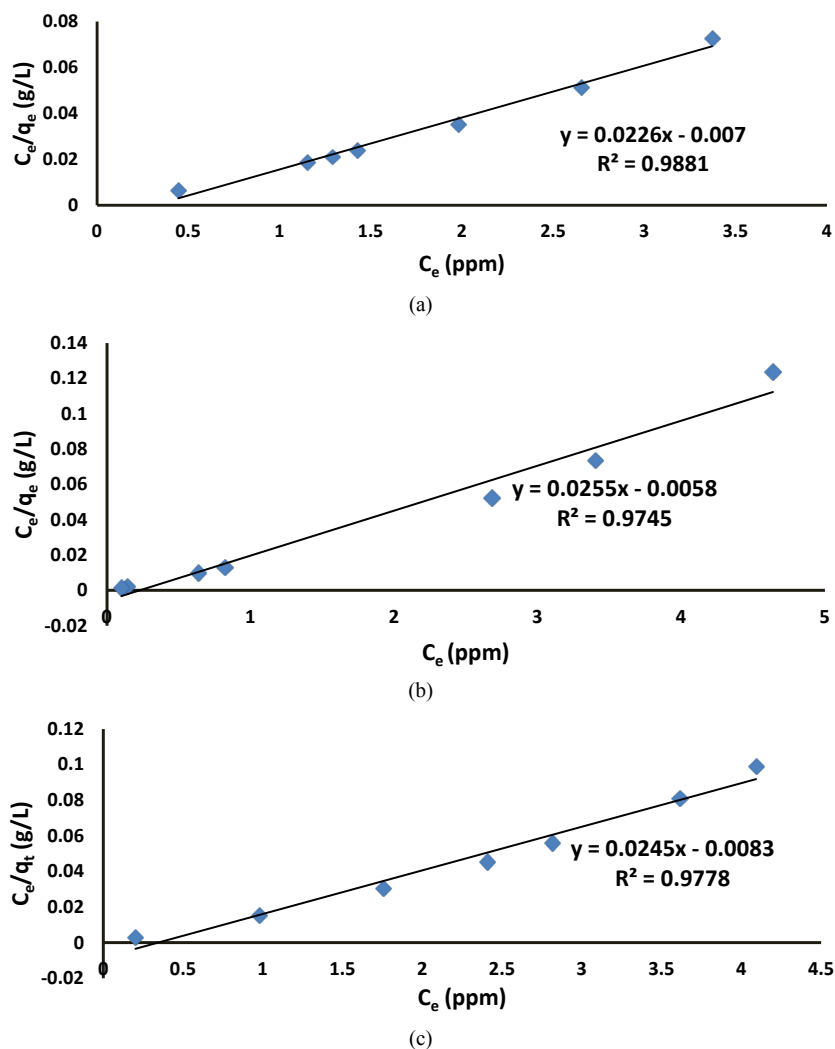 0.08
0.06
0.04
0.02
0
Cₑ/qₑ (g/L)
y = 0.0226x - 0.007
R² = 0.9881
0 0.5 1 1.5 2 2.5 3 3.5 4
Cₑ (ppm)
(a)
0.14
0.12
0.1
0.08
0.06
0.04
0.02
0
-0.02
Cₑ/qₑ (g/L)
y = 0.0255x - 0.0058
R² = 0.9745
0 1 2 3 4 5
Cₑ (ppm)
(b)
0.12
0.1
0.08
0.06
0.04
0.02
0
-0.02
Cₑ/qₜ (g/L)
y = 0.0245x - 0.0083
R² = 0.9778
0 0.5 1 1.5 2 2.5 3 3.5 4 4.5
Cₑ (ppm)
(c)